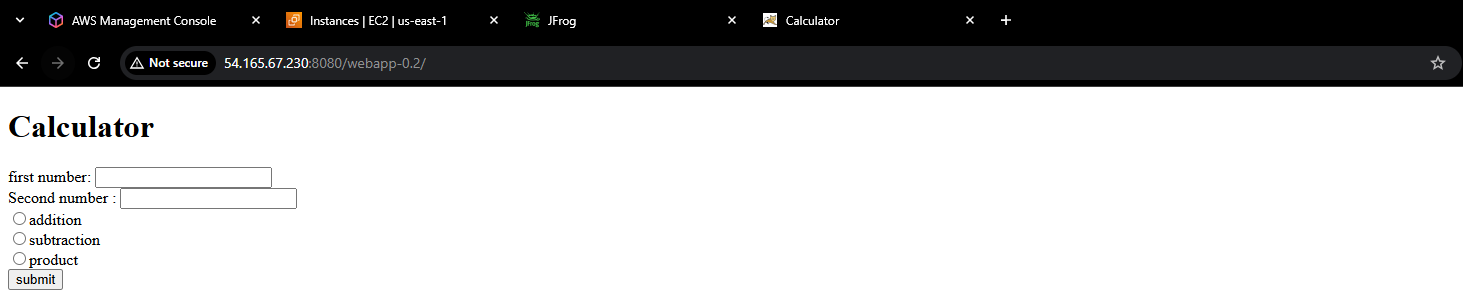 AWS Management Console
Instances | EC2 | us-east-1
JFrog
Calculator
Not secure
54.165.67.230:8080/webapp-0.2/
Calculator
first number:
Second number :
addition
subtraction
product
submit